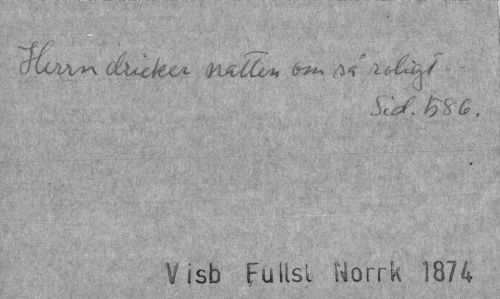 Herrn dricker natten om så roligt
Sid. 586.
Visb Fullst Norrk 1874